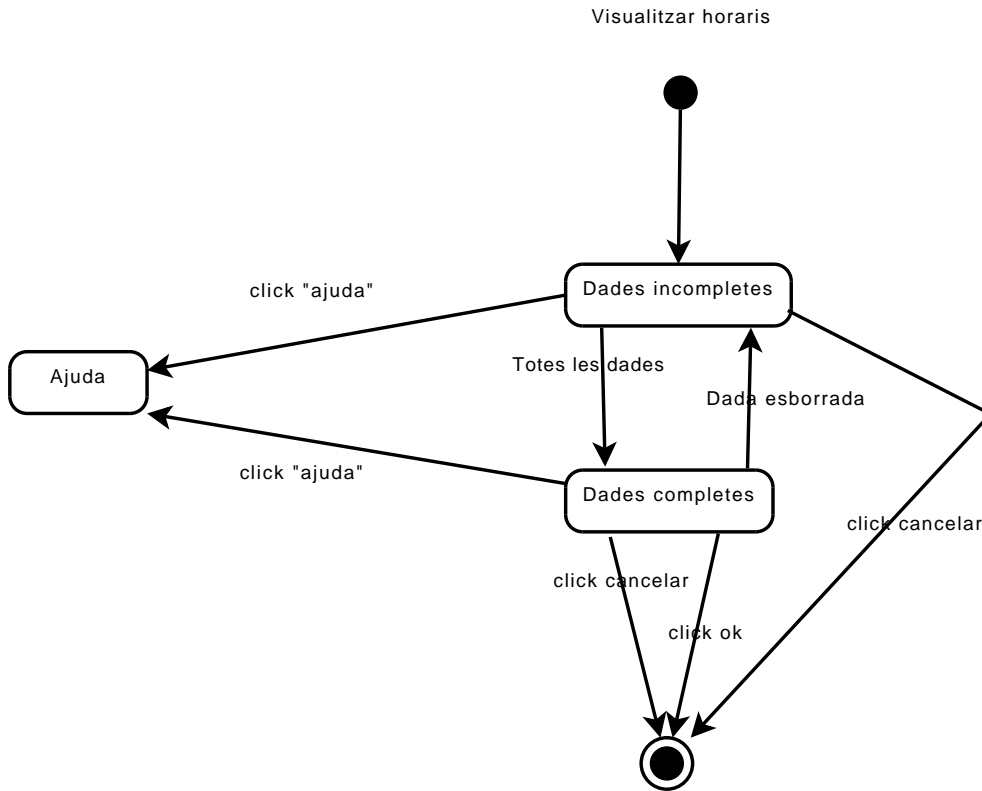 Visualitzar horaris
Dades incompletes
click "ajuda"
Totes les dades
Ajuda
Dada esborrada
click "ajuda"
Dades completes
click cancelar
click cancelar
click ok